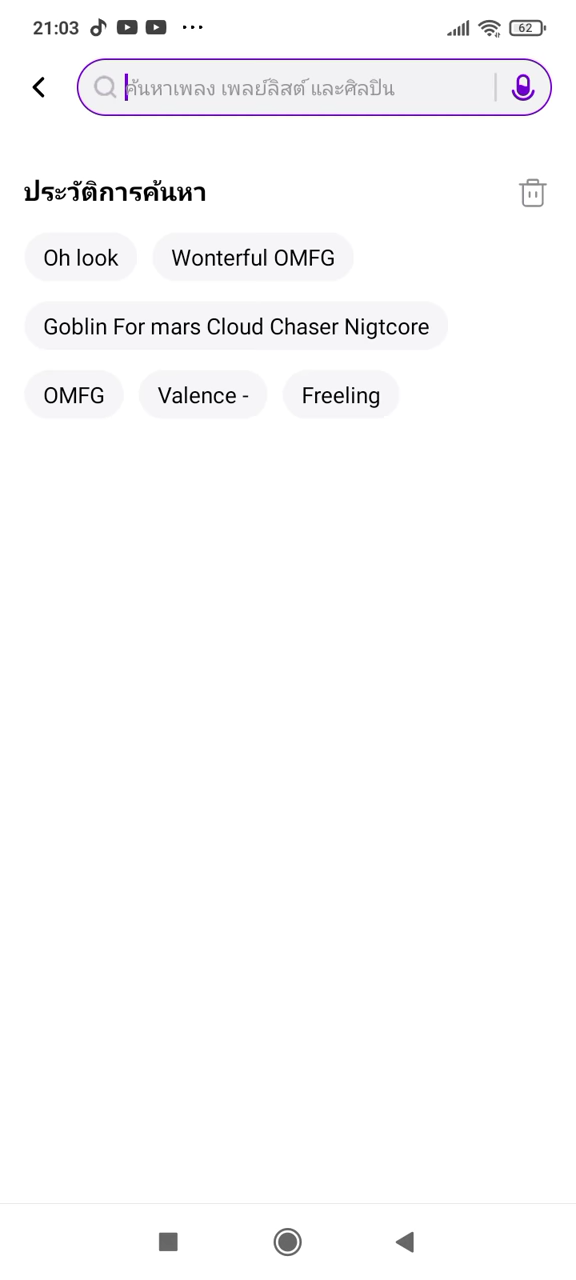 21:03
62
ค้นหาเพลง เพลย์ลิสต์ และศิลปิน
ประวัติการค้นหา
Oh look Wonterful OMFG
Goblin For mars Cloud Chaser Nigtcore
OMFG Valence - Freeling